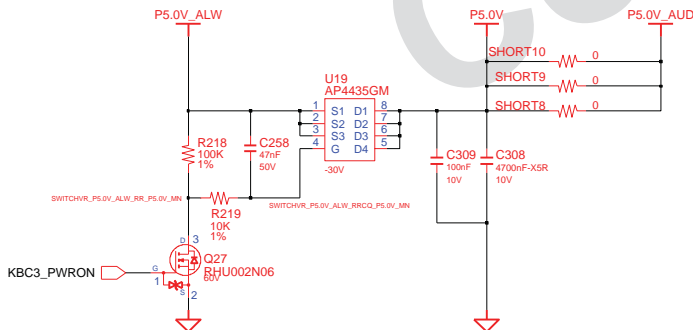 P5.0V_ALW
P5.0V
P5.0V_AUD
SHORT10
0
SHORT9
0
SHORT8
0
U19
AP4435GM
1 S1 D1 8
2 S2 D2 7
3 S3 D3 6
4 G D4 5
-30V
R218
100K
1%
C258
47nF
50V
C309
100nF
10V
C308
4700nF-X5R
10V
SWITCHVR_P5.0V_ALW_RR_P5.0V_MN
SWITCHVR_P5.0V_ALW_RRCQ_P5.0V_MN
R219
10K
1%
D 3
Q27
RHU002N06
60V
KBC3_PWRON
G
1
S
2